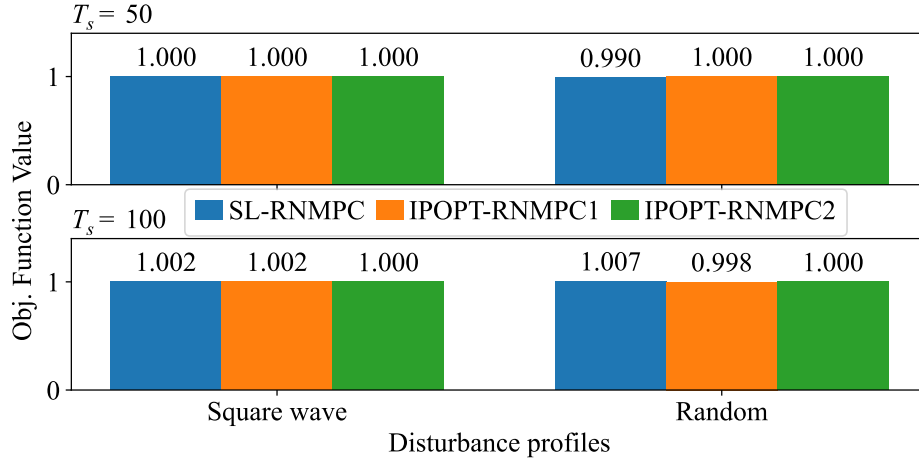 T_s = 50
1.000 1.000 1.000 0.990 1.000 1.000
1
0
Obj. Function Value
SL-RNMPC IPOPT-RNMPC1 IPOPT-RNMPC2
T_s = 100
1.002 1.002 1.000 1.007 0.998 1.000
1
0
Square wave Random
Disturbance profiles